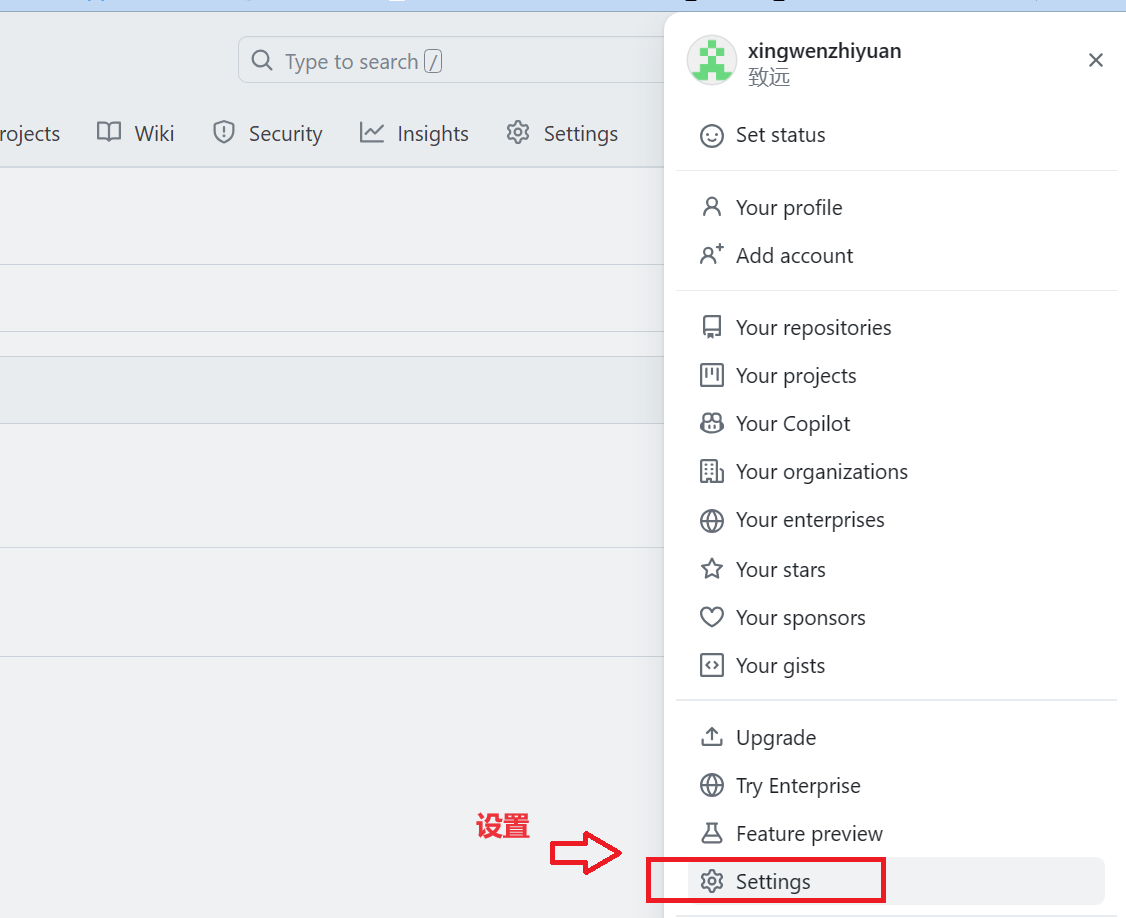 Type to search /
rojects Wiki Security Insights Settings
xingwenzhiyuan
致远
Set status
Your profile
Add account
Your repositories
Your projects
Your Copilot
Your organizations
Your enterprises
Your stars
Your sponsors
Your gists
Upgrade
Try Enterprise
Feature preview
设置
Settings